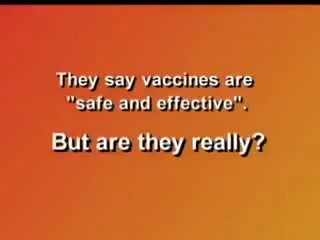 They say vaccines are
"safe and effective".
But are they really?